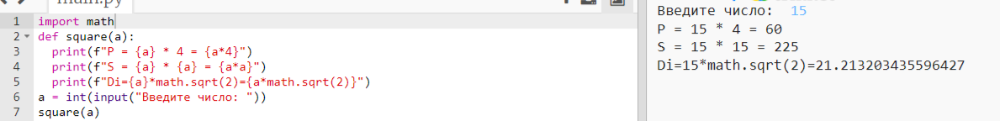 main.py
1 import math
2 def square(a):
3 print(f"P = {a} * 4 = {a*4}")
4 print(f"S = {a} * {a} = {a*a}")
5 print(f"Di={a}*math.sqrt(2)={a*math.sqrt(2)}")
6 a = int(input("Введите число: "))
7 square(a)
Введите число: 15
P = 15 * 4 = 60
S = 15 * 15 = 225
Di=15*math.sqrt(2)=21.213203435596427